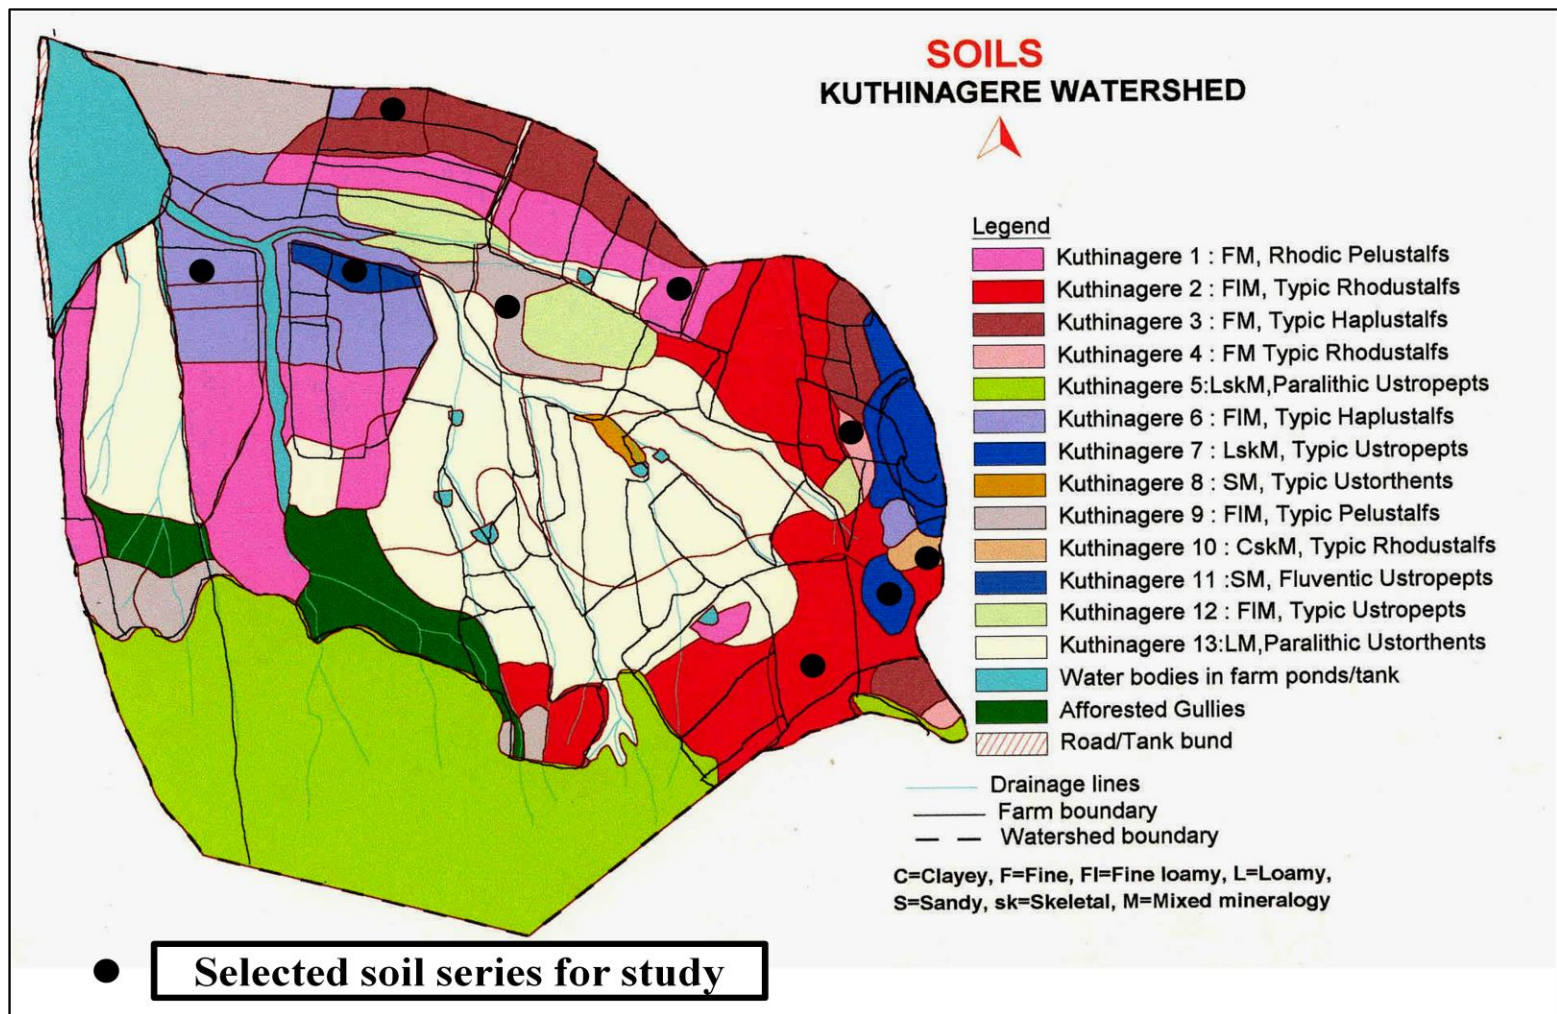 SOILS
KUTHINAGERE WATERSHED
Legend
Kuthinagere 1 : FM, Rhodic Pelustalfs
Kuthinagere 2 : FIM, Typic Rhodustalfs
Kuthinagere 3 : FM, Typic Haplustalfs
Kuthinagere 4 : FM Typic Rhodustalfs
Kuthinagere 5:LskM,Paralithic Ustropepts
Kuthinagere 6 : FIM, Typic Haplustalfs
Kuthinagere 7 : LskM, Typic Ustropepts
Kuthinagere 8 : SM, Typic Ustorthents
Kuthinagere 9 : FIM, Typic Pelustalfs
Kuthinagere 10 : CskM, Typic Rhodustalfs
Kuthinagere 11 :SM, Fluventic Ustropepts
Kuthinagere 12 : FIM, Typic Ustropepts
Kuthinagere 13:LM,Paralithic Ustorthents
Water bodies in farm ponds/tank
Afforested Gullies
Road/Tank bund
Drainage lines
Farm boundary
Watershed boundary
C=Clayey, F=Fine, Fl=Fine loamy, L=Loamy,
S=Sandy, sk=Skeletal, M=Mixed mineralogy
Selected soil series for study